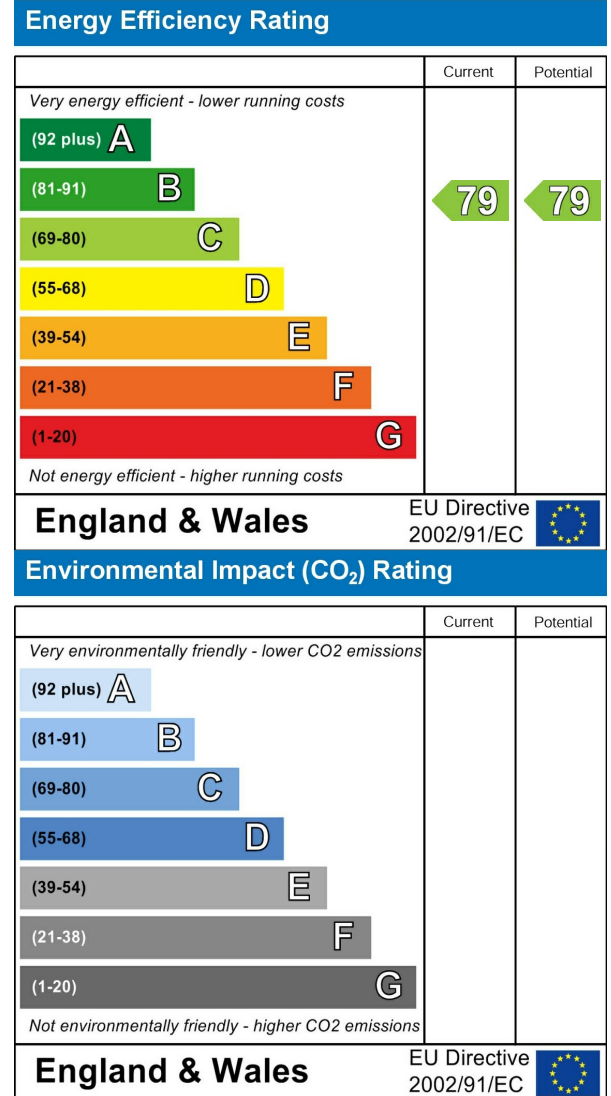 Energy Efficiency Rating
Current Potential
Very energy efficient - lower running costs
(92 plus) A
(81-91) B
79 79
(69-80) C
(55-68) D
(39-54) E
(21-38) F
(1-20) G
Not energy efficient - higher running costs
England & Wales
EU Directive
2002/91/EC
Environmental Impact (CO₂) Rating
Current Potential
Very environmentally friendly - lower CO2 emissions
(92 plus) A
(81-91) B
(69-80) C
(55-68) D
(39-54) E
(21-38) F
(1-20) G
Not environmentally friendly - higher CO2 emissions
England & Wales
EU Directive
2002/91/EC